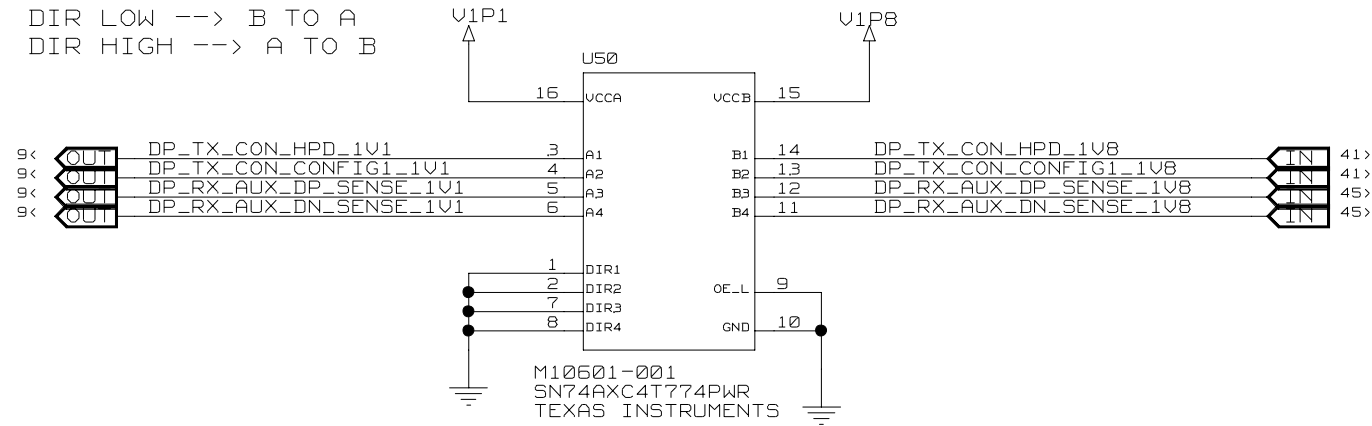 DIR LOW --> B TO A
DIR HIGH --> A TO B
V1P1
V1P8
U50
16 VCCA VCCB 15
9< OUT DP_TX_CON_HPD_1V1 3 A1 B1 14 DP_TX_CON_HPD_1V8 IN 41>
9< OUT DP_TX_CON_CONFIG1_1V1 4 A2 B2 13 DP_TX_CON_CONFIG1_1V8 IN 41>
9< OUT DP_RX_AUX_DP_SENSE_1V1 5 A3 B3 12 DP_RX_AUX_DP_SENSE_1V8 IN 45>
9< OUT DP_RX_AUX_DN_SENSE_1V1 6 A4 B4 11 DP_RX_AUX_DN_SENSE_1V8 IN 45>
1 DIR1
2 DIR2 OE_L 9
7 DIR3
8 DIR4 GND 10
M10601-001
SN74AXC4T774PWR
TEXAS INSTRUMENTS